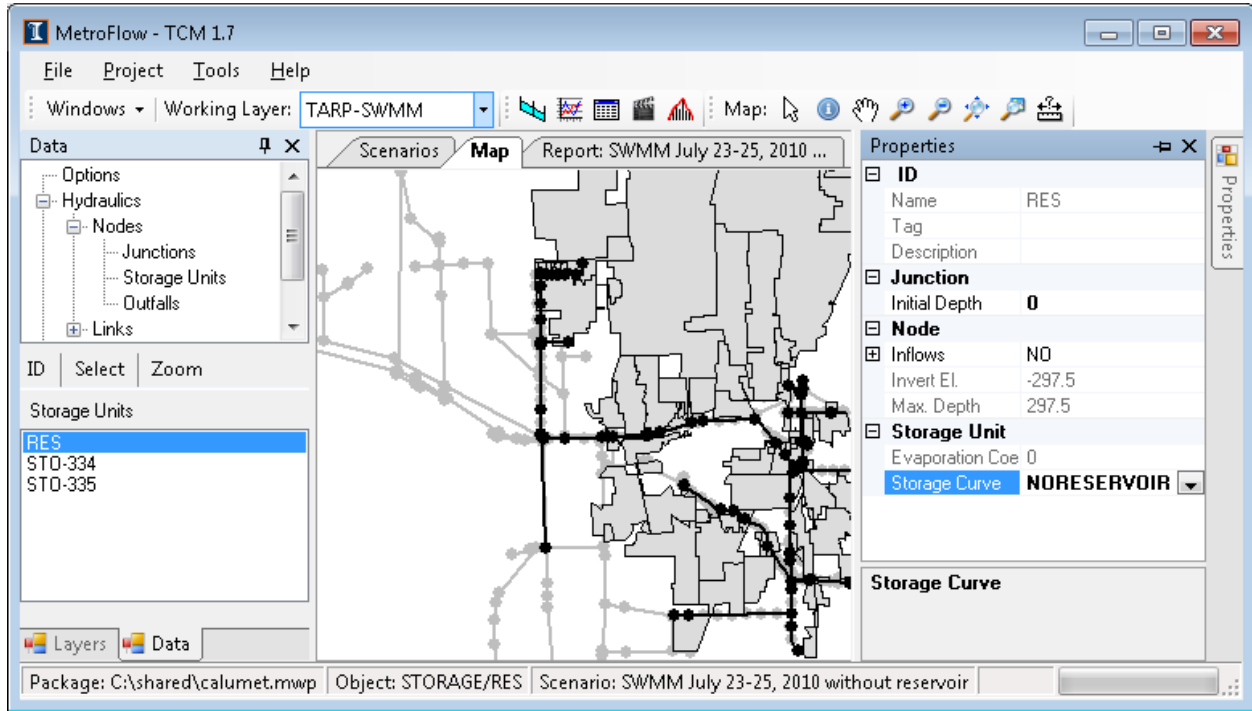 MetroFlow - TCM 1.7
File Project Tools Help
Windows Working Layer: TARP-SWMM Map:
Data
Options
Hydraulics
Nodes
Junctions
Storage Units
Outfalls
Links
ID Select Zoom
Storage Units
RES
STO-334
STO-335
Layers Data
Scenarios Map Report: SWMM July 23-25, 2010 ...
Properties
ID
Name RES
Tag
Description
Junction
Initial Depth 0
Node
Inflows NO
Invert El. -297.5
Max. Depth 297.5
Storage Unit
Evaporation Coe 0
Storage Curve NORESERVOIR
Storage Curve
Properties
Package: C:\shared\calumet.mwp Object: STORAGE/RES Scenario: SWMM July 23-25, 2010 without reservoir